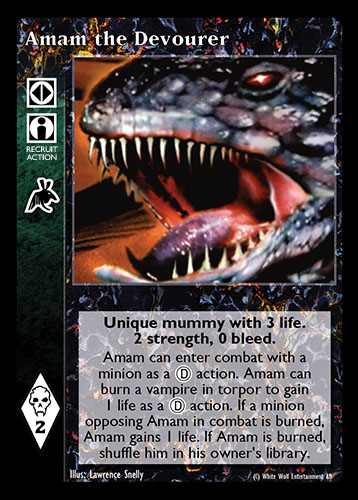 Amam the Devourer
RECRUIT
ACTION
Unique mummy with 3 life.
2 strength, 0 bleed.
Amam can enter combat with a
minion as a Ⓓ action. Amam can
burn a vampire in torpor to gain
1 life as a Ⓓ action. If a minion
opposing Amam in combat is burned,
Amam gains 1 life. If Amam is burned,
shuffle him in his owner's library.
2
Illus: Lawrence Snelly
(C) White Wolf Entertainment AB